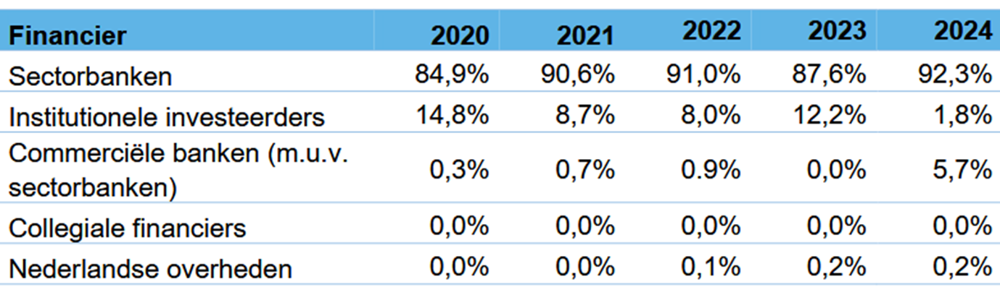 Financier 2020 2021 2022 2023 2024
Sectorbanken 84,9% 90,6% 91,0% 87,6% 92,3%
Institutionele investeerders 14,8% 8,7% 8,0% 12,2% 1,8%
Commerciële banken (m.u.v.
sectorbanken) 0,3% 0,7% 0.9% 0,0% 5,7%
Collegiale financiers 0,0% 0,0% 0,0% 0,0% 0,0%
Nederlandse overheden 0,0% 0,0% 0,1% 0,2% 0,2%